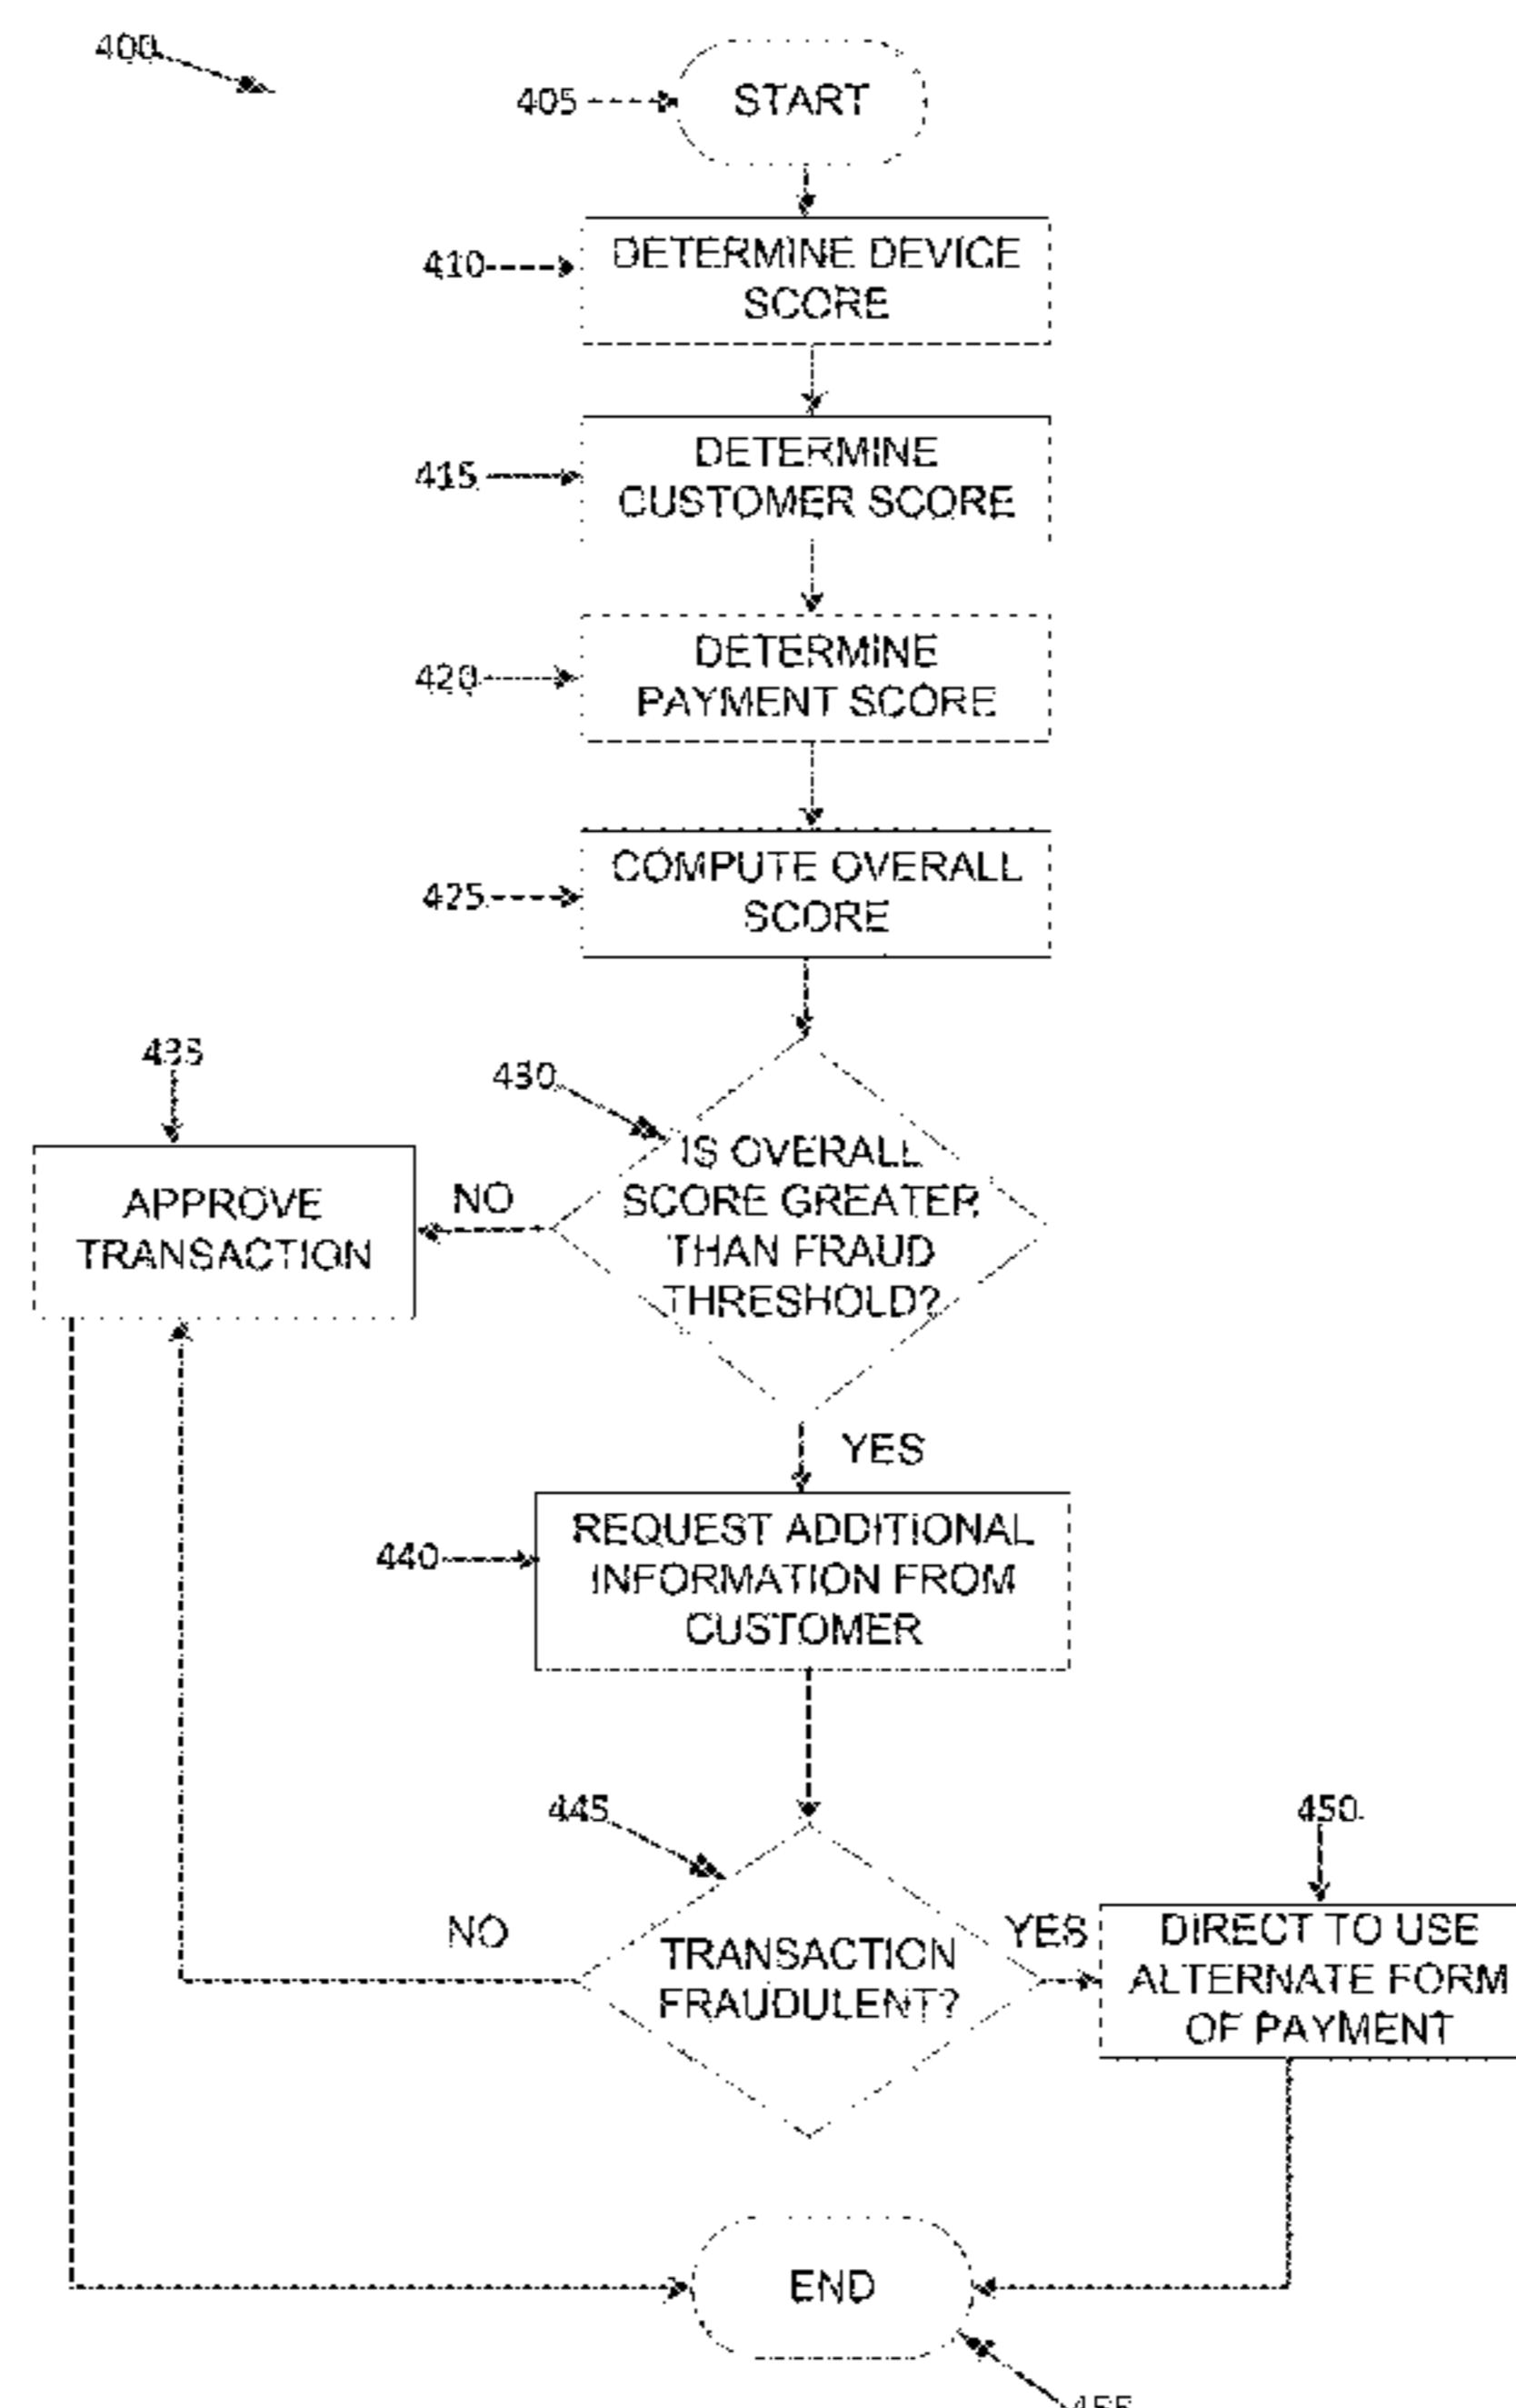 400
405
START
410
DETERMINE DEVICE
SCORE
415
DETERMINE
CUSTOMER SCORE
420
DETERMINE
PAYMENT SCORE
425
COMPUTE OVERALL
SCORE
435
430
IS OVERALL
SCORE GREATER
THAN FRAUD
THRESHOLD?
NO
APPROVE
TRANSACTION
YES
440
REQUEST ADDITIONAL
INFORMATION FROM
CUSTOMER
445
450
NO
TRANSACTION
FRAUDULENT?
YES
DIRECT TO USE
ALTERNATE FORM
OF PAYMENT
END
455